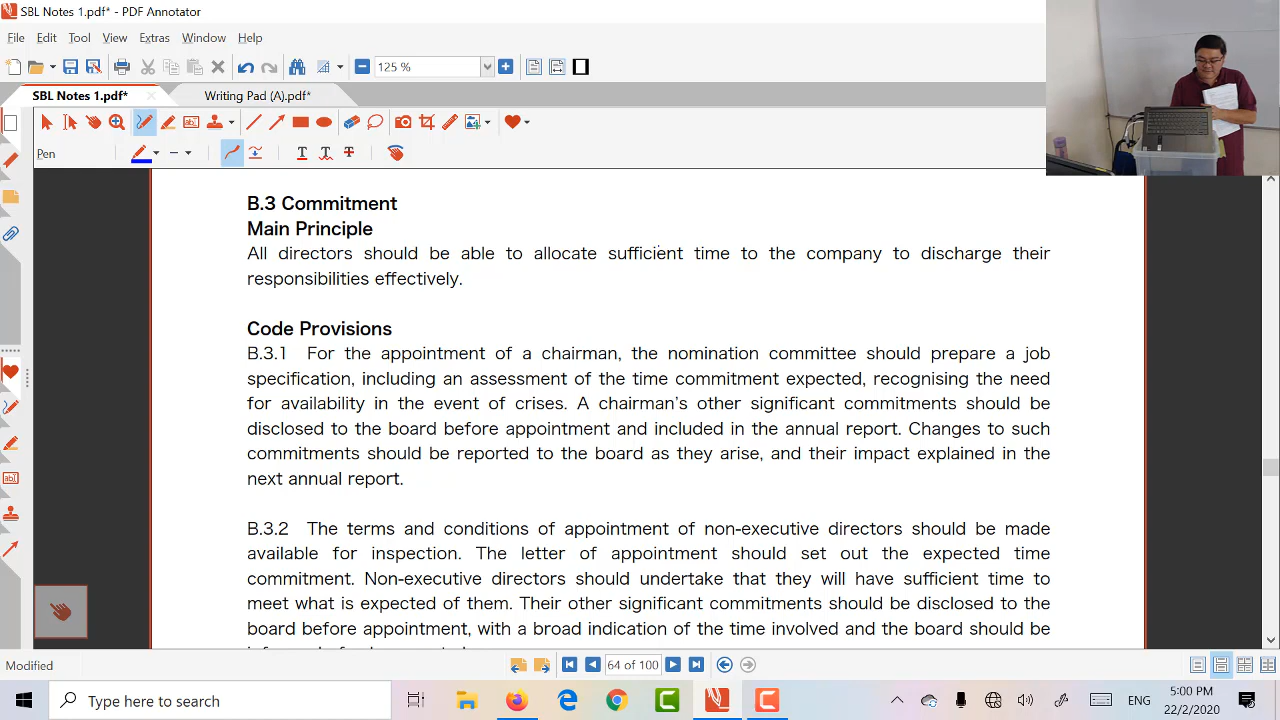 SBL Notes 1.pdf* - PDF Annotator
File Edit Tool View Extras Window Help
125 %
SBL Notes 1.pdf* Writing Pad (A).pdf*
Pen
B.3 Commitment
Main Principle
All directors should be able to allocate sufficient time to the company to discharge their
responsibilities effectively.
Code Provisions
B.3.1 For the appointment of a chairman, the nomination committee should prepare a job
specification, including an assessment of the time commitment expected, recognising the need
for availability in the event of crises. A chairman's other significant commitments should be
disclosed to the board before appointment and included in the annual report. Changes to such
commitments should be reported to the board as they arise, and their impact explained in the
next annual report.
B.3.2 The terms and conditions of appointment of non-executive directors should be made
available for inspection. The letter of appointment should set out the expected time
commitment. Non-executive directors should undertake that they will have sufficient time to
meet what is expected of them. Their other significant commitments should be disclosed to the
board before appointment, with a broad indication of the time involved and the board should be
Modified
64 of 100
Type here to search
ENG
5:00 PM
22/2/2020